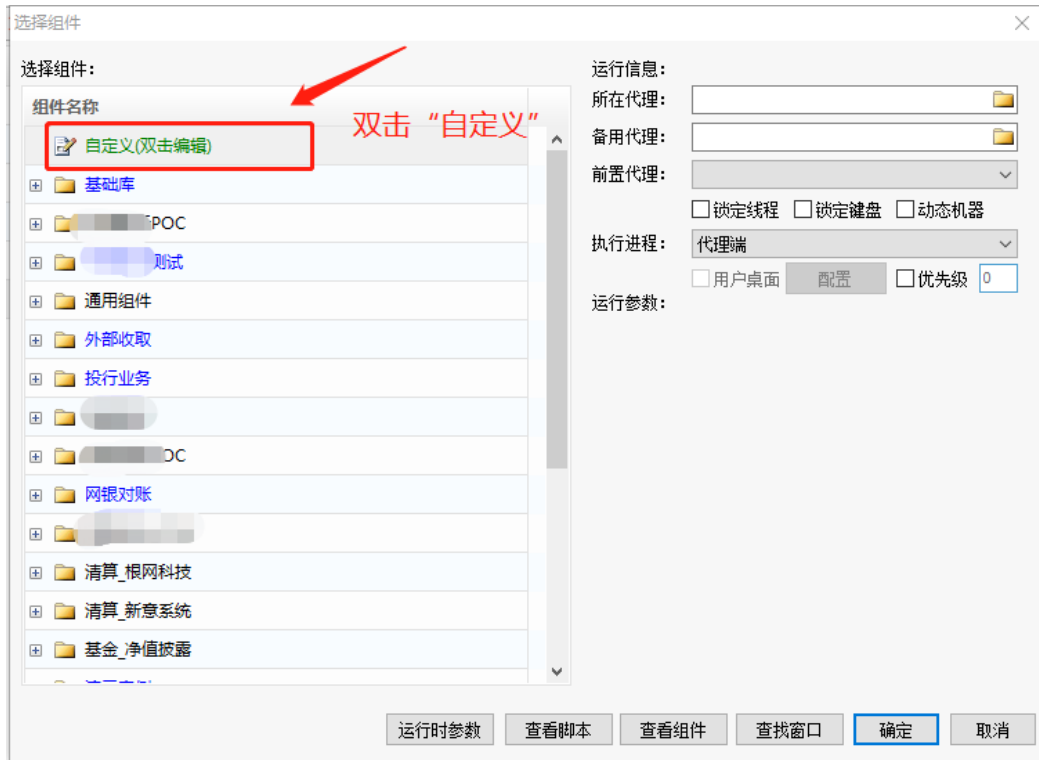 选择组件
选择组件：
组件名称
双击“自定义”
自定义(双击编辑)
基础库
POC
测试
通用组件
外部收取
投行业务
网银对账
清算_根网科技
清算_新意系统
基金_净值披露
运行信息：
所在代理：
备用代理：
前置代理：
锁定线程 锁定键盘 动态机器
执行进程： 代理端
用户桌面 配置 优先级 0
运行参数：
运行时参数 查看脚本 查看组件 查找窗口 确定 取消